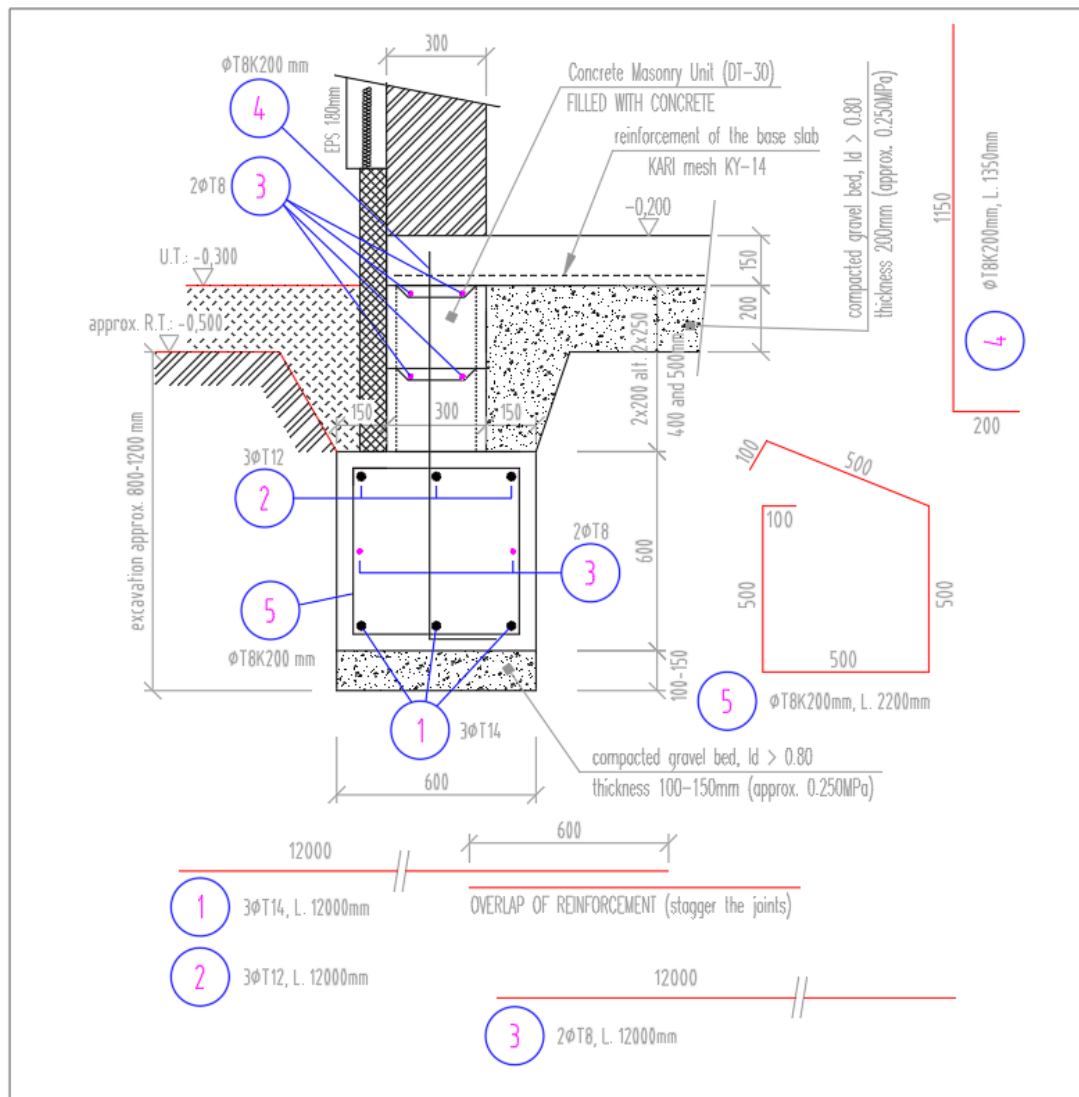 300
ϕT8K200 mm
4
EPS 180mm
2ϕT8
3
Concrete Masonry Unit (DT-30)
FILLED WITH CONCRETE
reinforcement of the base slab
KARI mesh KY-14
-0,200
compacted gravel bed, Id > 0.80
thickness 200mm (approx. 0.250MPa)
1150
ϕT8K200mm, L. 1350mm
4
200
U.T.: -0,300
approx. R.T.: -0,500
150
200
2x200 alt. 2x250
400 and 500mm
150
300
150
excavation approx. 800-1200 mm
3ϕT12
2
2ϕT8
3
600
5
ϕT8K200 mm
100-150
1
3ϕT14
600
100
500
100
500
500
500
5
ϕT8K200mm, L. 2200mm
compacted gravel bed, Id > 0.80
thickness 100-150mm (approx. 0.250MPa)
12000
600
1
3ϕT14, L. 12000mm
OVERLAP OF REINFORCEMENT (stagger the joints)
2
3ϕT12, L. 12000mm
12000
3
2ϕT8, L. 12000mm